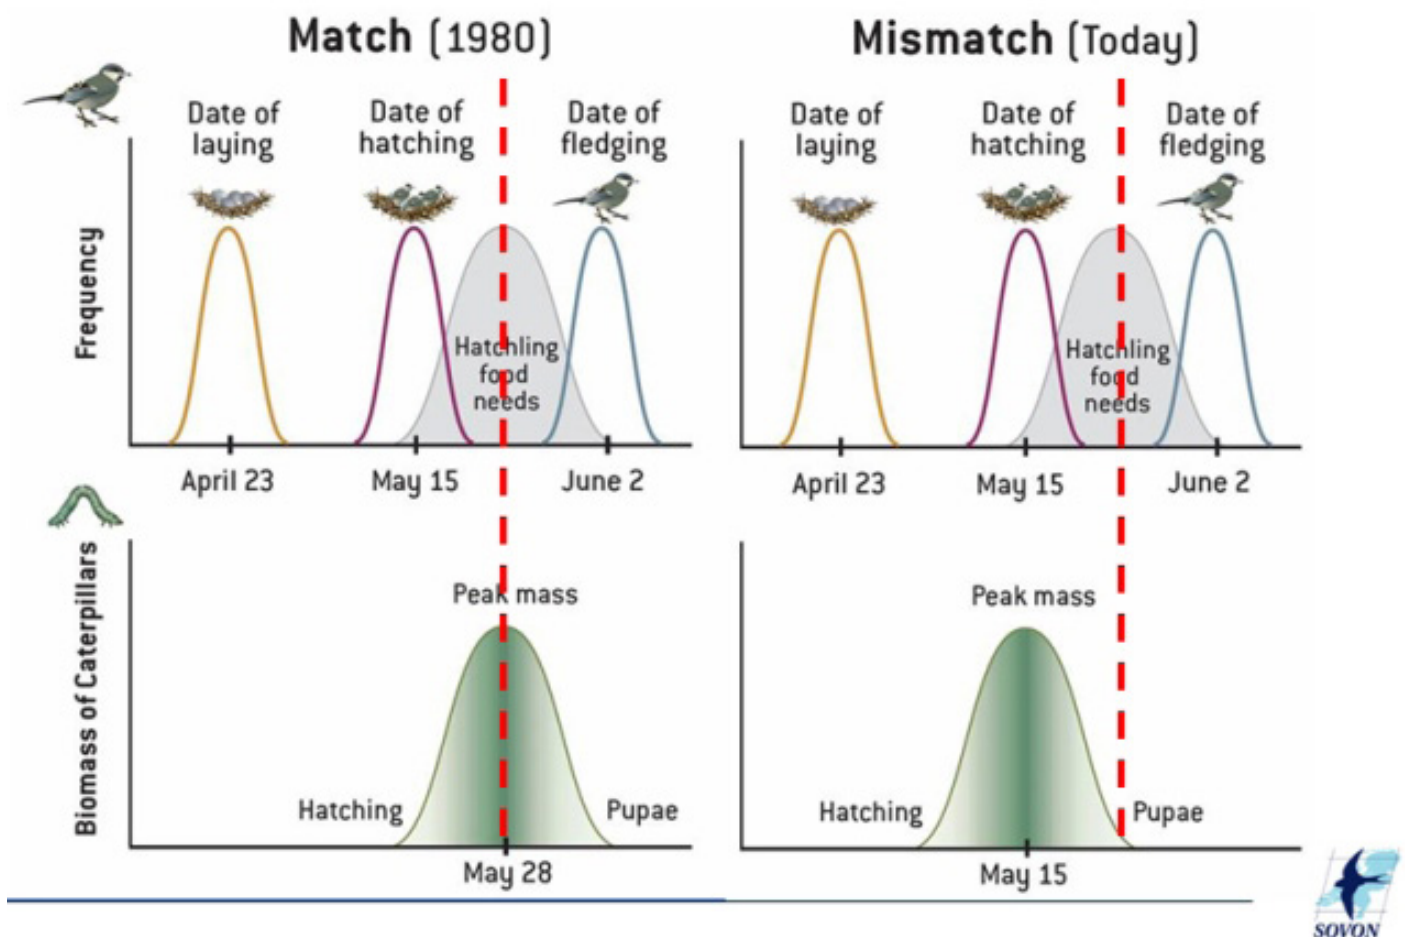 Match (1980)
Mismatch (Today)
Date of
laying
Date of
hatching
Date of
fledging
Date of
laying
Date of
hatching
Date of
fledging
Frequency
Hatchling
food
needs
Hatchling
food
needs
April 23
May 15
June 2
April 23
May 15
June 2
Biomass of Caterpillars
Peak mass
Hatching
Pupae
May 28
Peak mass
Hatching
Pupae
May 15
SOVON